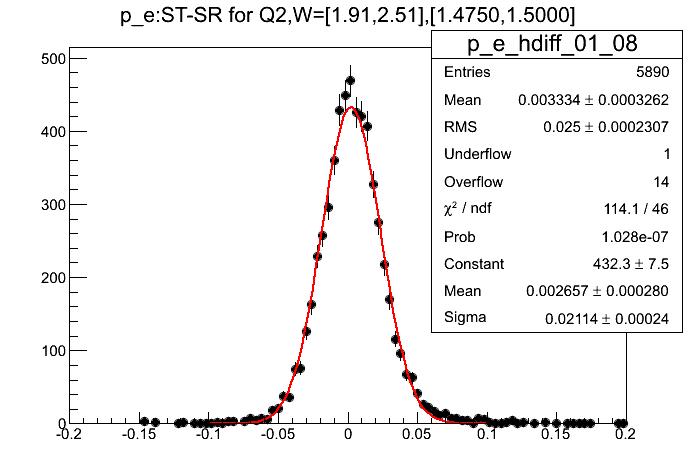 p_e:ST-SR for Q2,W=[1.91,2.51],[1.4750,1.5000]
p_e_hdiff_01_08
Entries 5890
Mean 0.003334 ± 0.0003262
RMS 0.025 ± 0.0002307
Underflow 1
Overflow 14
χ² / ndf 114.1 / 46
Prob 1.028e-07
Constant 432.3 ± 7.5
Mean 0.002657 ± 0.000280
Sigma 0.02114 ± 0.00024
500
400
300
200
100
0
-0.2 -0.15 -0.1 -0.05 0 0.05 0.1 0.15 0.2